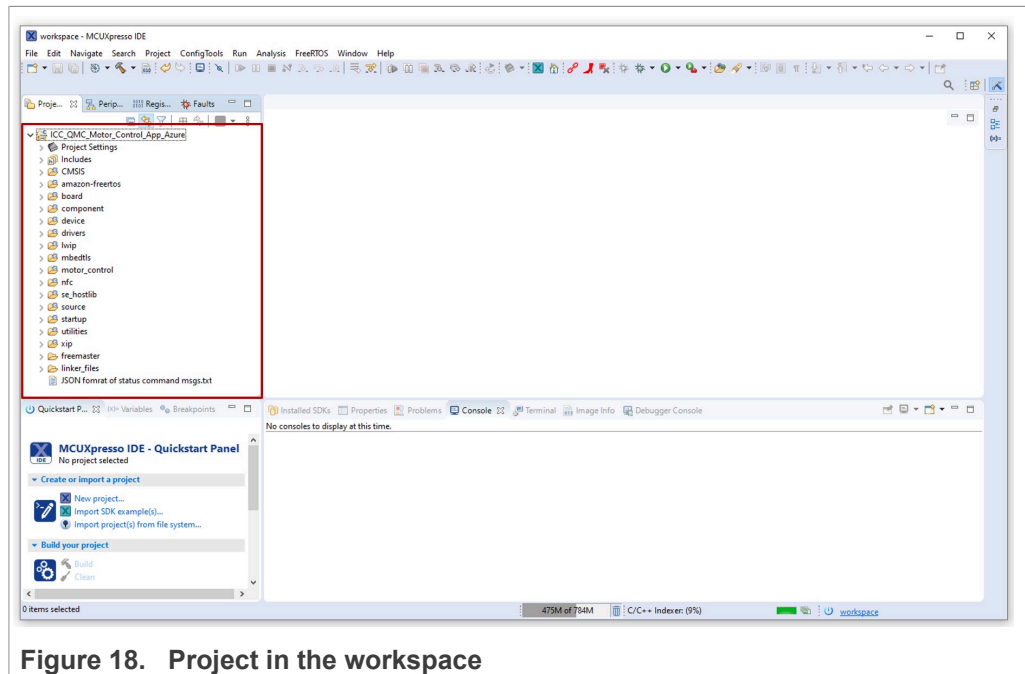 workspace - MCUXpresso IDE
File Edit Navigate Search Project ConfigTools Run Analysis FreeRTOS Window Help
Proje... Perip... Regis... Faults
ICC_QMC_Motor_Control_App_Azure
Project Settings
Includes
CMSIS
amazon-freertos
board
component
device
drivers
lwip
mbedtls
motor_control
nfc
se_hostlib
source
startup
utilities
xip
freemaster
linker_files
JSON fomrat of status command msgs.txt
Quickstart P... (x)= Variables Breakpoints
Installed SDKs Properties Problems Console Terminal Image Info Debugger Console
No consoles to display at this time.
IDE
MCUXpresso IDE - Quickstart Panel
No project selected
Create or import a project
New project...
Import SDK example(s)...
Import project(s) from file system...
Build your project
Build
Clean
0 items selected
475M of 784M
C/C++ Indexer: (9%)
workspace
Figure 18. Project in the workspace